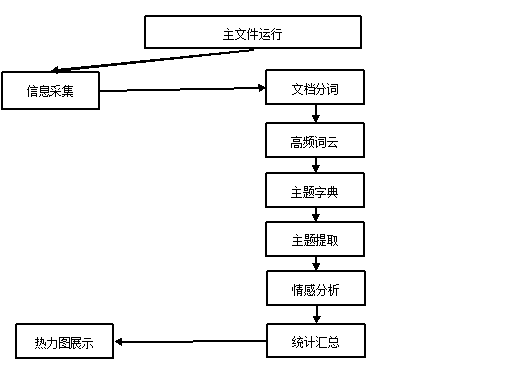 主文件运行
信息采集
文档分词
高频词云
主题字典
主题提取
情感分析
热力图展示
统计汇总